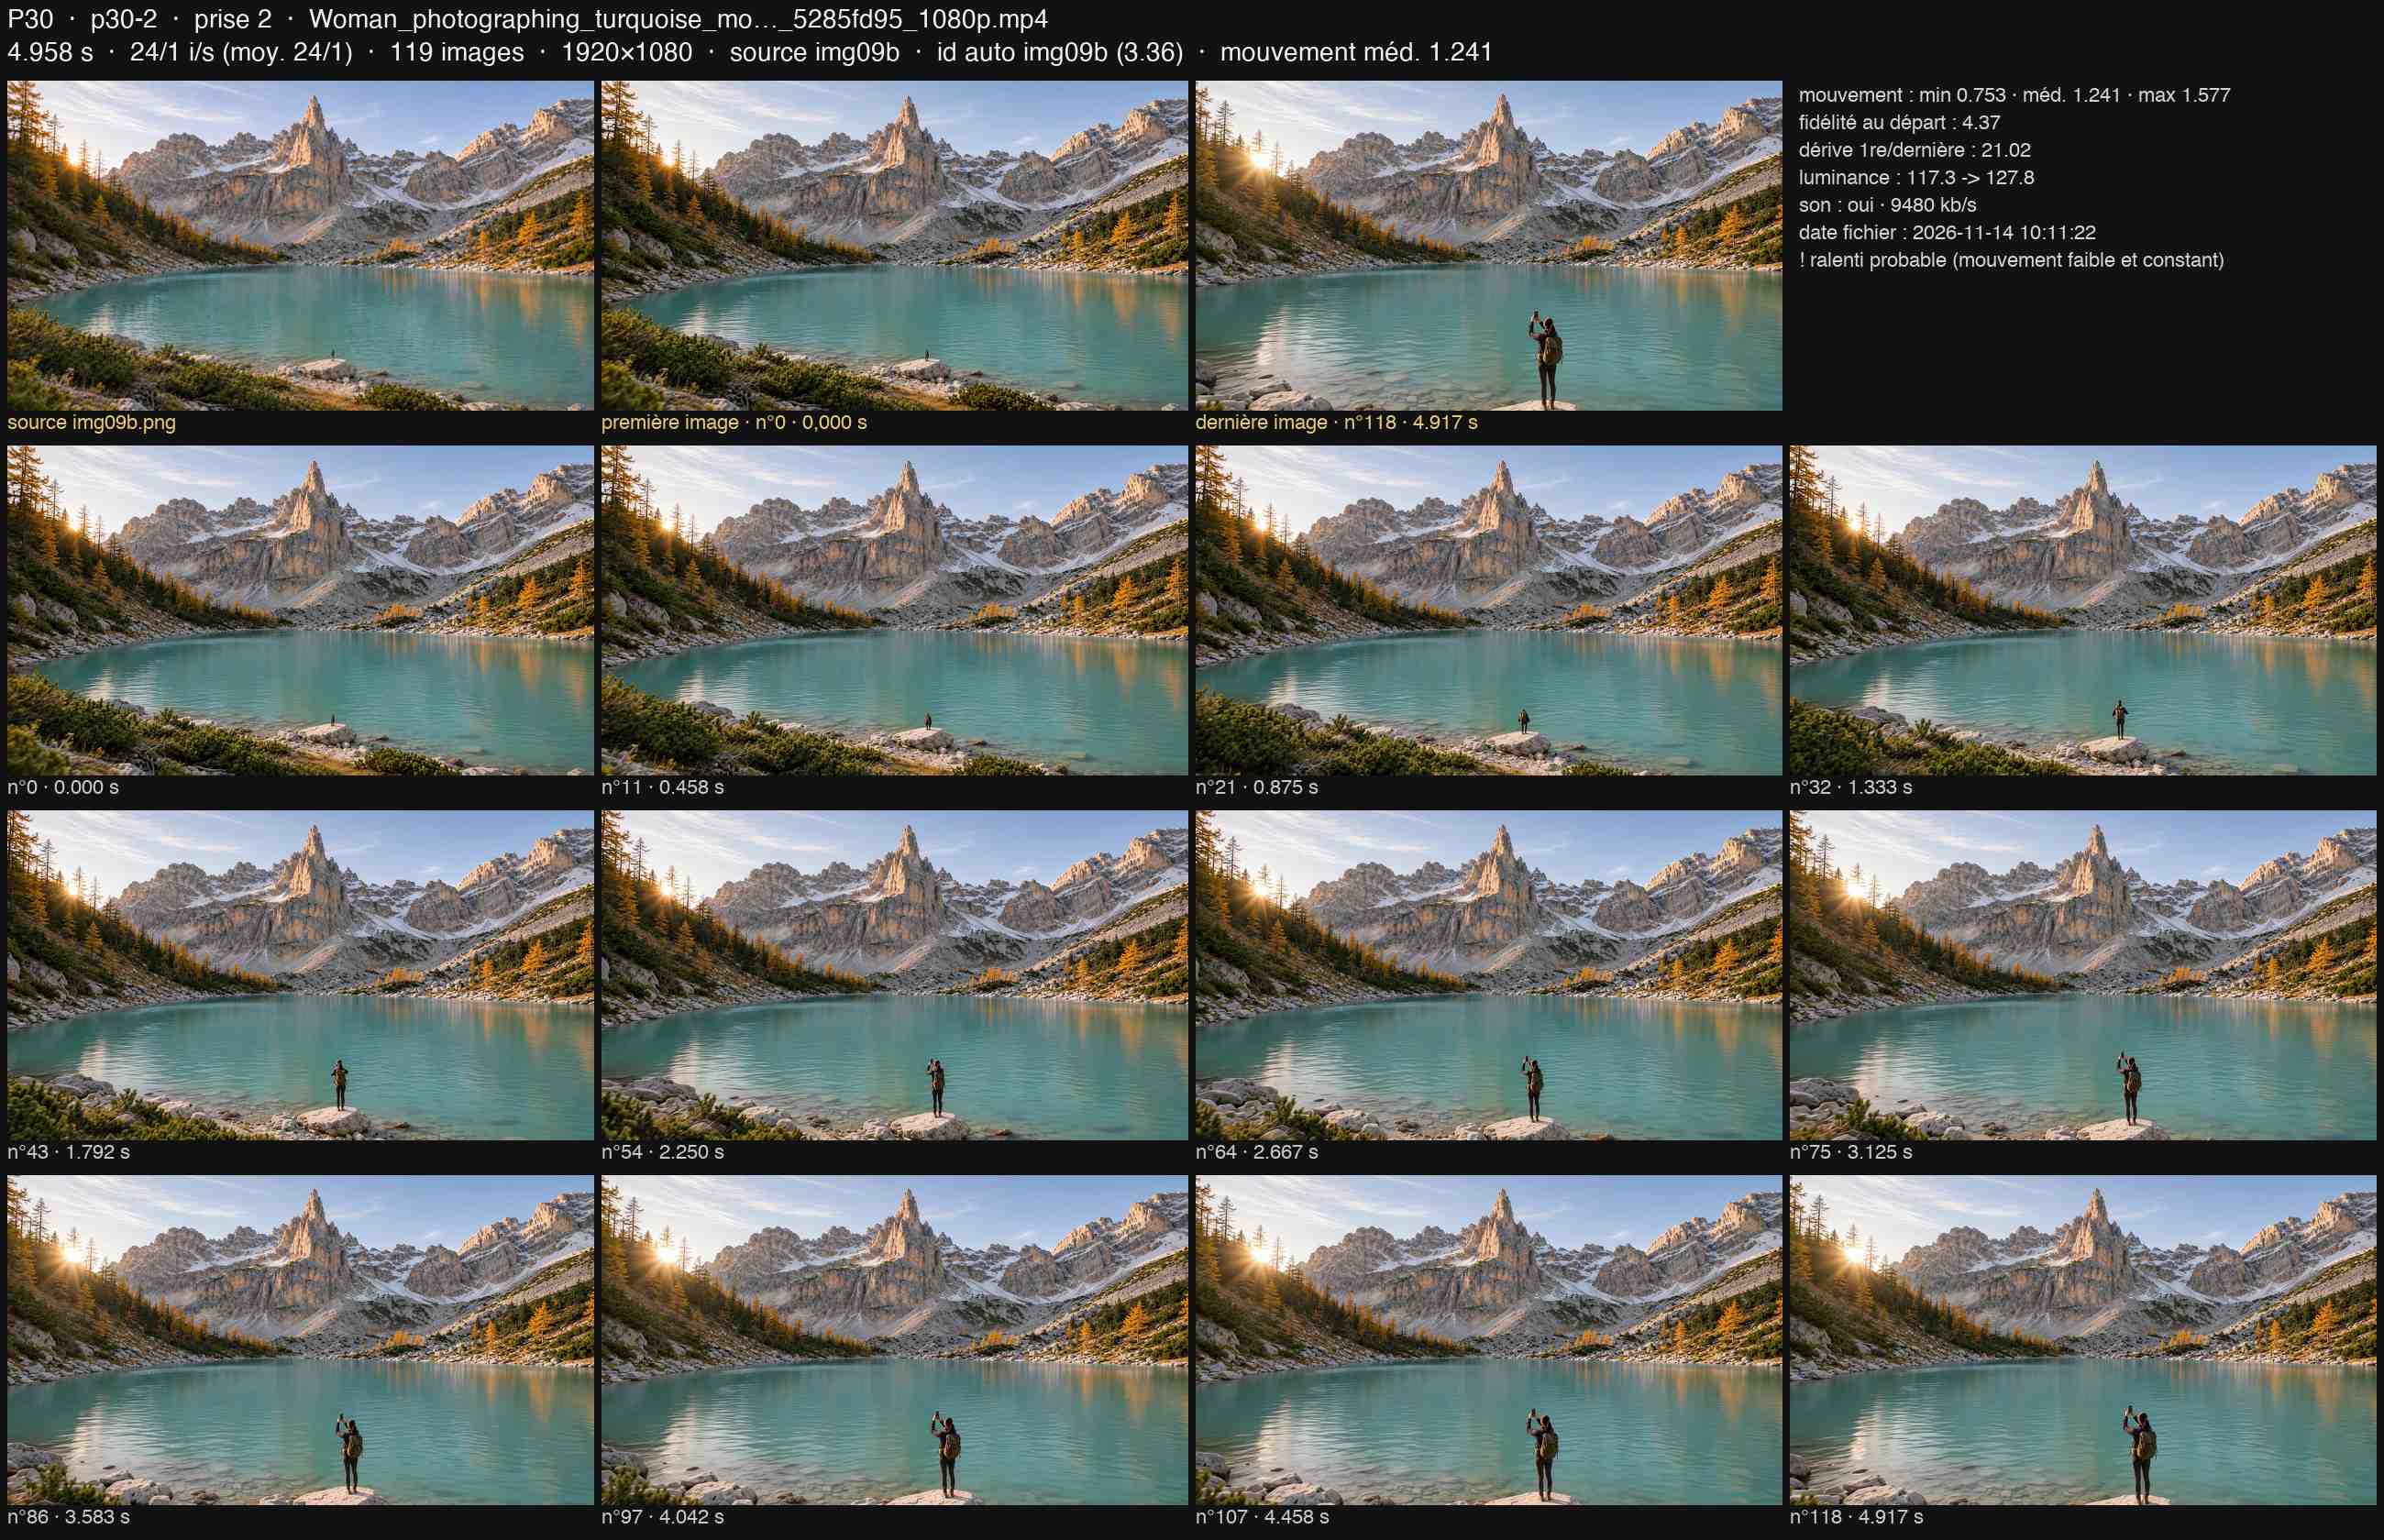 P30 · p30-2 · prise 2 · Woman_photographing_turquoise_mo…_5285fd95_1080p.mp4
4.958 s · 24/1 i/s (moy. 24/1) · 119 images · 1920×1080 · source img09b · id auto img09b (3.36) · mouvement méd. 1.241
mouvement : min 0.753 · méd. 1.241 · max 1.577
fidélité au départ : 4.37
dérive 1re/dernière : 21.02
luminance : 117.3 -> 127.8
son : oui · 9480 kb/s
date fichier : 2026-11-14 10:11:22
! ralenti probable (mouvement faible et constant)
source img09b.png
première image · n°0 · 0,000 s
dernière image · n°118 · 4.917 s
n°0 · 0.000 s
n°11 · 0.458 s
n°21 · 0.875 s
n°32 · 1.333 s
n°43 · 1.792 s
n°54 · 2.250 s
n°64 · 2.667 s
n°75 · 3.125 s
n°86 · 3.583 s
n°97 · 4.042 s
n°107 · 4.458 s
n°118 · 4.917 s